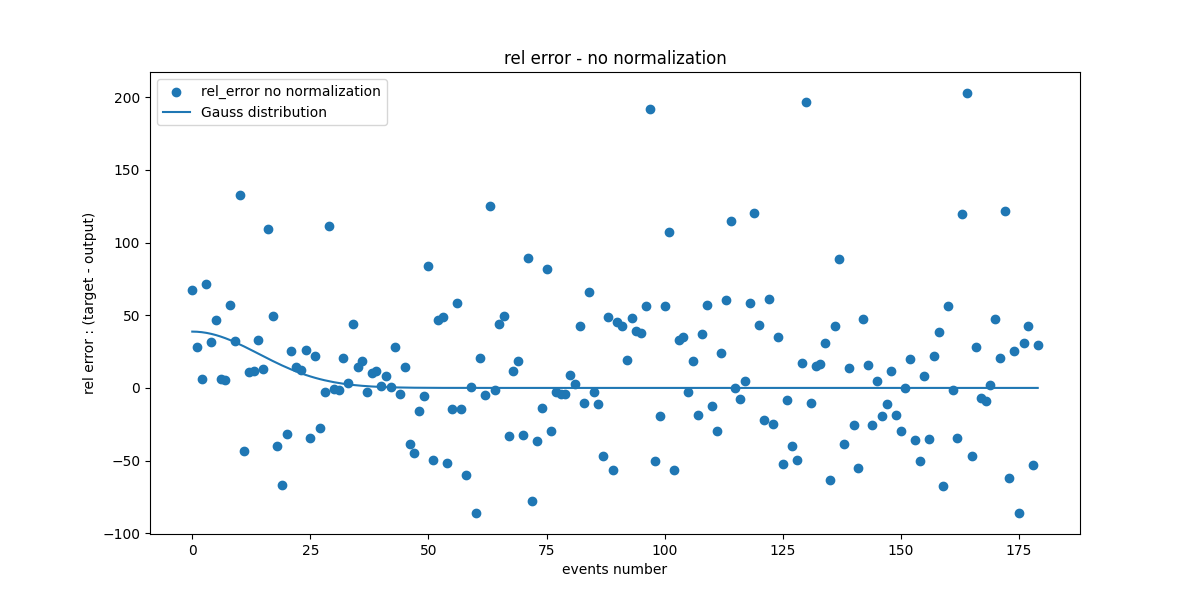 rel error - no normalization
rel_error no normalization
Gauss distribution
rel error : (target - output)
200
150
100
50
0
−50
−100
0 25 50 75 100 125 150 175
events number